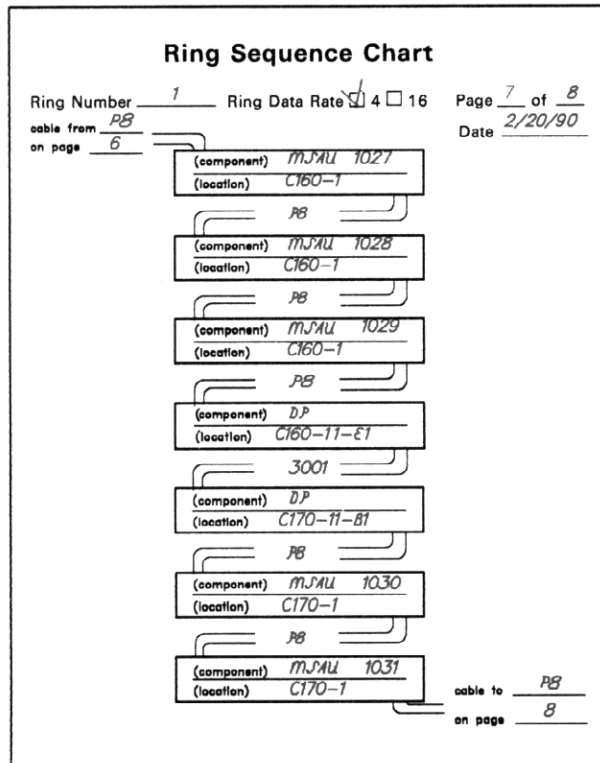 Ring Sequence Chart
Ring Number 1 Ring Data Rate ☑ 4 ☐ 16 Page 7 of 8
cable from P8
on page 6
Date 2/20/90
(component) MSAU 1027
(location) C160-1
P8
(component) MSAU 1028
(location) C160-1
P8
(component) MSAU 1029
(location) C160-1
P8
(component) DP
(location) C160-11-E1
3001
(component) DP
(location) C170-11-B1
P8
(component) MSAU 1030
(location) C170-1
P8
(component) MSAU 1031
(location) C170-1
cable to P8
on page 8